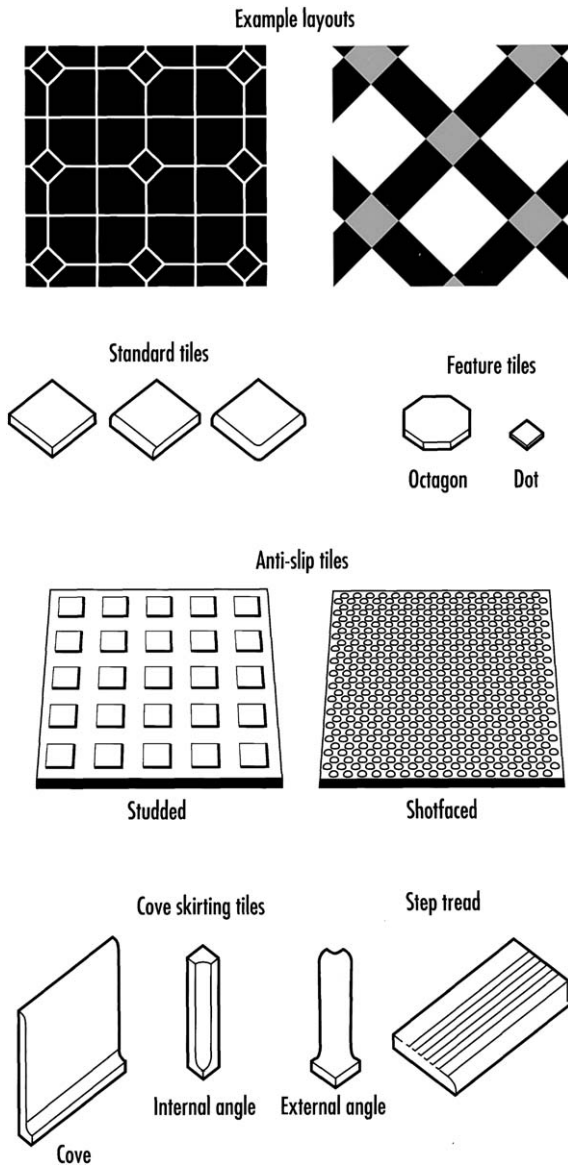 Example layouts
Standard tiles
Feature tiles
Octagon
Dot
Anti-slip tiles
Studded
Shotfaced
Cove skirting tiles
Step tread
Internal angle
External angle
Cove